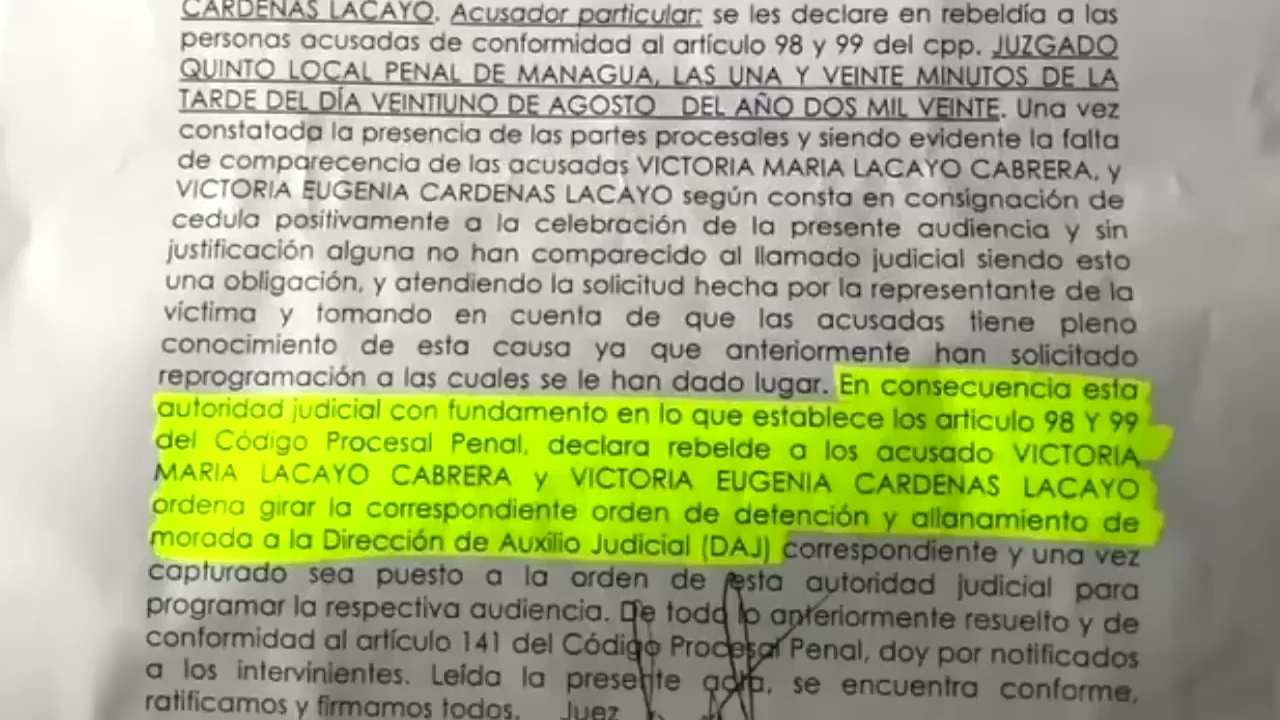 CARDENAS LACAYO. Acusador particular: se les declare en rebeldía a las
personas acusadas de conformidad al artículo 98 y 99 del cpp. JUZGADO
QUINTO LOCAL PENAL DE MANAGUA, LAS UNA Y VEINTE MINUTOS DE LA
TARDE DEL DÍA VEINTIUNO DE AGOSTO DEL AÑO DOS MIL VEINTE. Una vez
constatada la presencia de las partes procesales y siendo evidente la falta
de comparecencia de las acusadas VICTORIA MARIA LACAYO CABRERA, y
VICTORIA EUGENIA CARDENAS LACAYO según consta en consignación de
cedula positivamente a la celebración de la presente audiencia y sin
justificación alguna no han comparecido al llamado judicial siendo esto
una obligación, y atendiendo la solicitud hecha por la representante de la
víctima y tomando en cuenta de que las acusadas tiene pleno
conocimiento de esta causa ya que anteriormente han solicitado
reprogramación a las cuales se le han dado lugar. En consecuencia esta
autoridad judicial con fundamento en lo que establece los articulo 98 Y 99
del Código Procesal Penal, declara rebelde a los acusado VICTORIA
MARIA LACAYO CABRERA y VICTORIA EUGENIA CARDENAS LACAYO
ordena girar la correspondiente orden de detención y allanamiento de
morada a la Dirección de Auxilio Judicial (DAJ) correspondiente y una vez
capturado sea puesto a la orden de esta autoridad judicial para
programar la respectiva audiencia. De todo lo anteriormente resuelto y de
conformidad al artículo 141 del Código Procesal Penal, doy por notificados
a los intervinientes. Leída la presente acta, se encuentra conforme,
ratificamos y firmamos todos. Juez